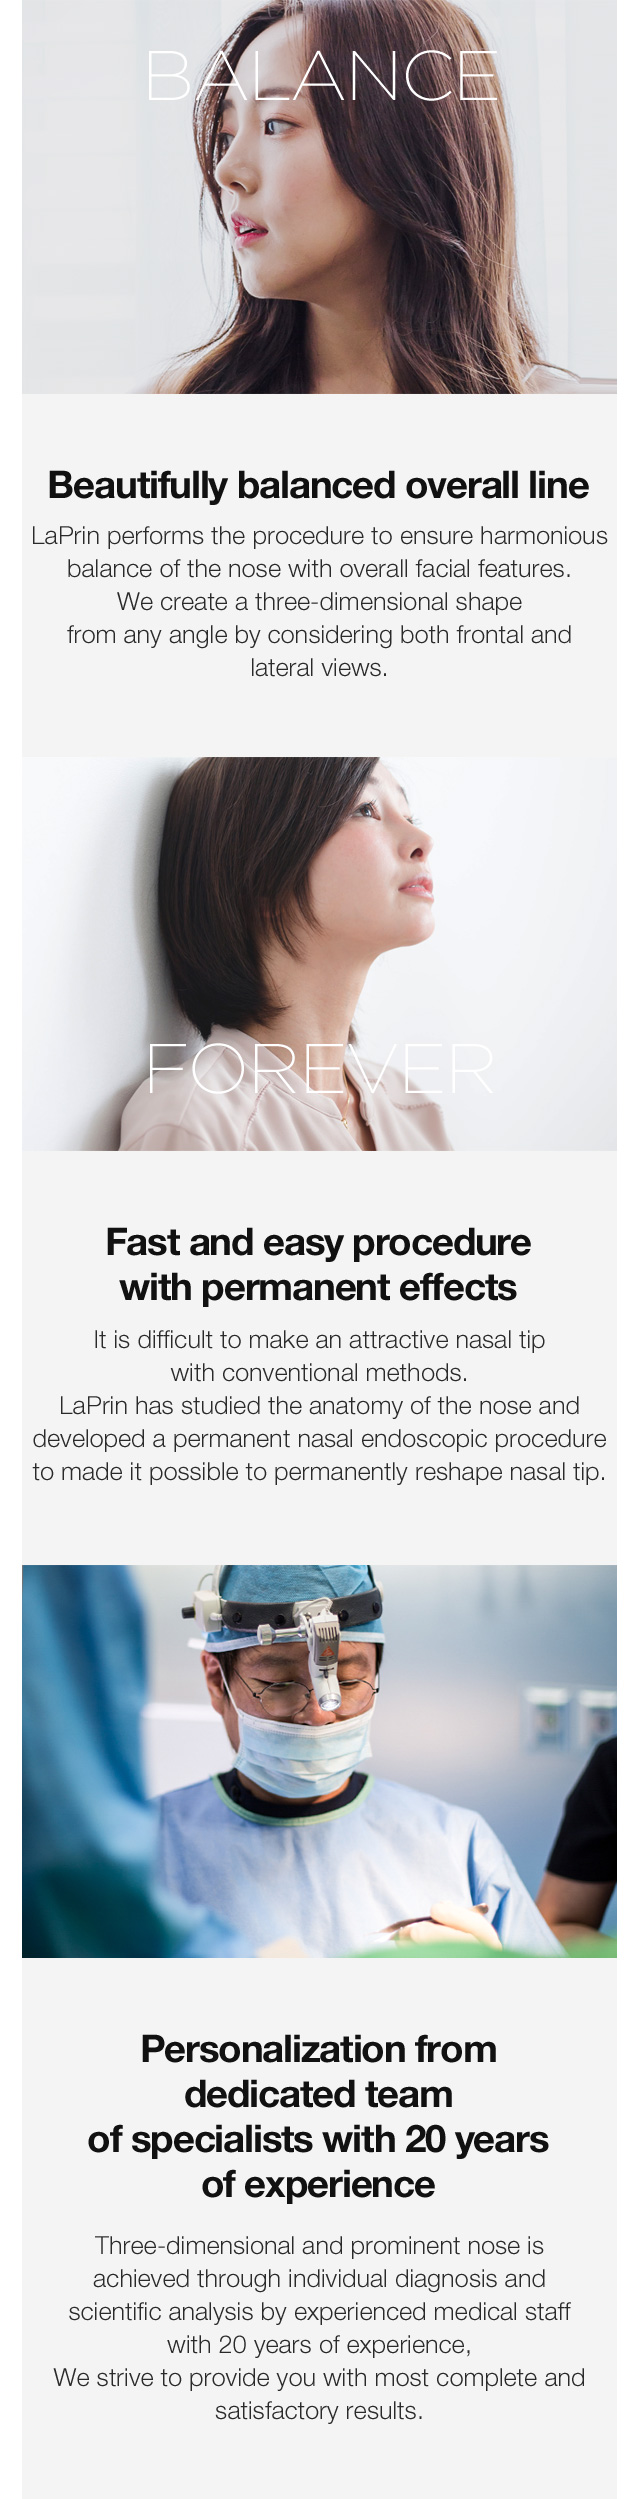 BALANCE
Beautifully balanced overall line
LaPrin performs the procedure to ensure harmonious
balance of the nose with overall facial features.
We create a three-dimensional shape
from any angle by considering both frontal and
lateral views.
FOREVER
Fast and easy procedure
with permanent effects
It is difficult to make an attractive nasal tip
with conventional methods.
LaPrin has studied the anatomy of the nose and
developed a permanent nasal endoscopic procedure
to made it possible to permanently reshape nasal tip.
Personalization from
dedicated team
of specialists with 20 years
of experience
Three-dimensional and prominent nose is
achieved through individual diagnosis and
scientific analysis by experienced medical staff
with 20 years of experience,
We strive to provide you with most complete and
satisfactory results.